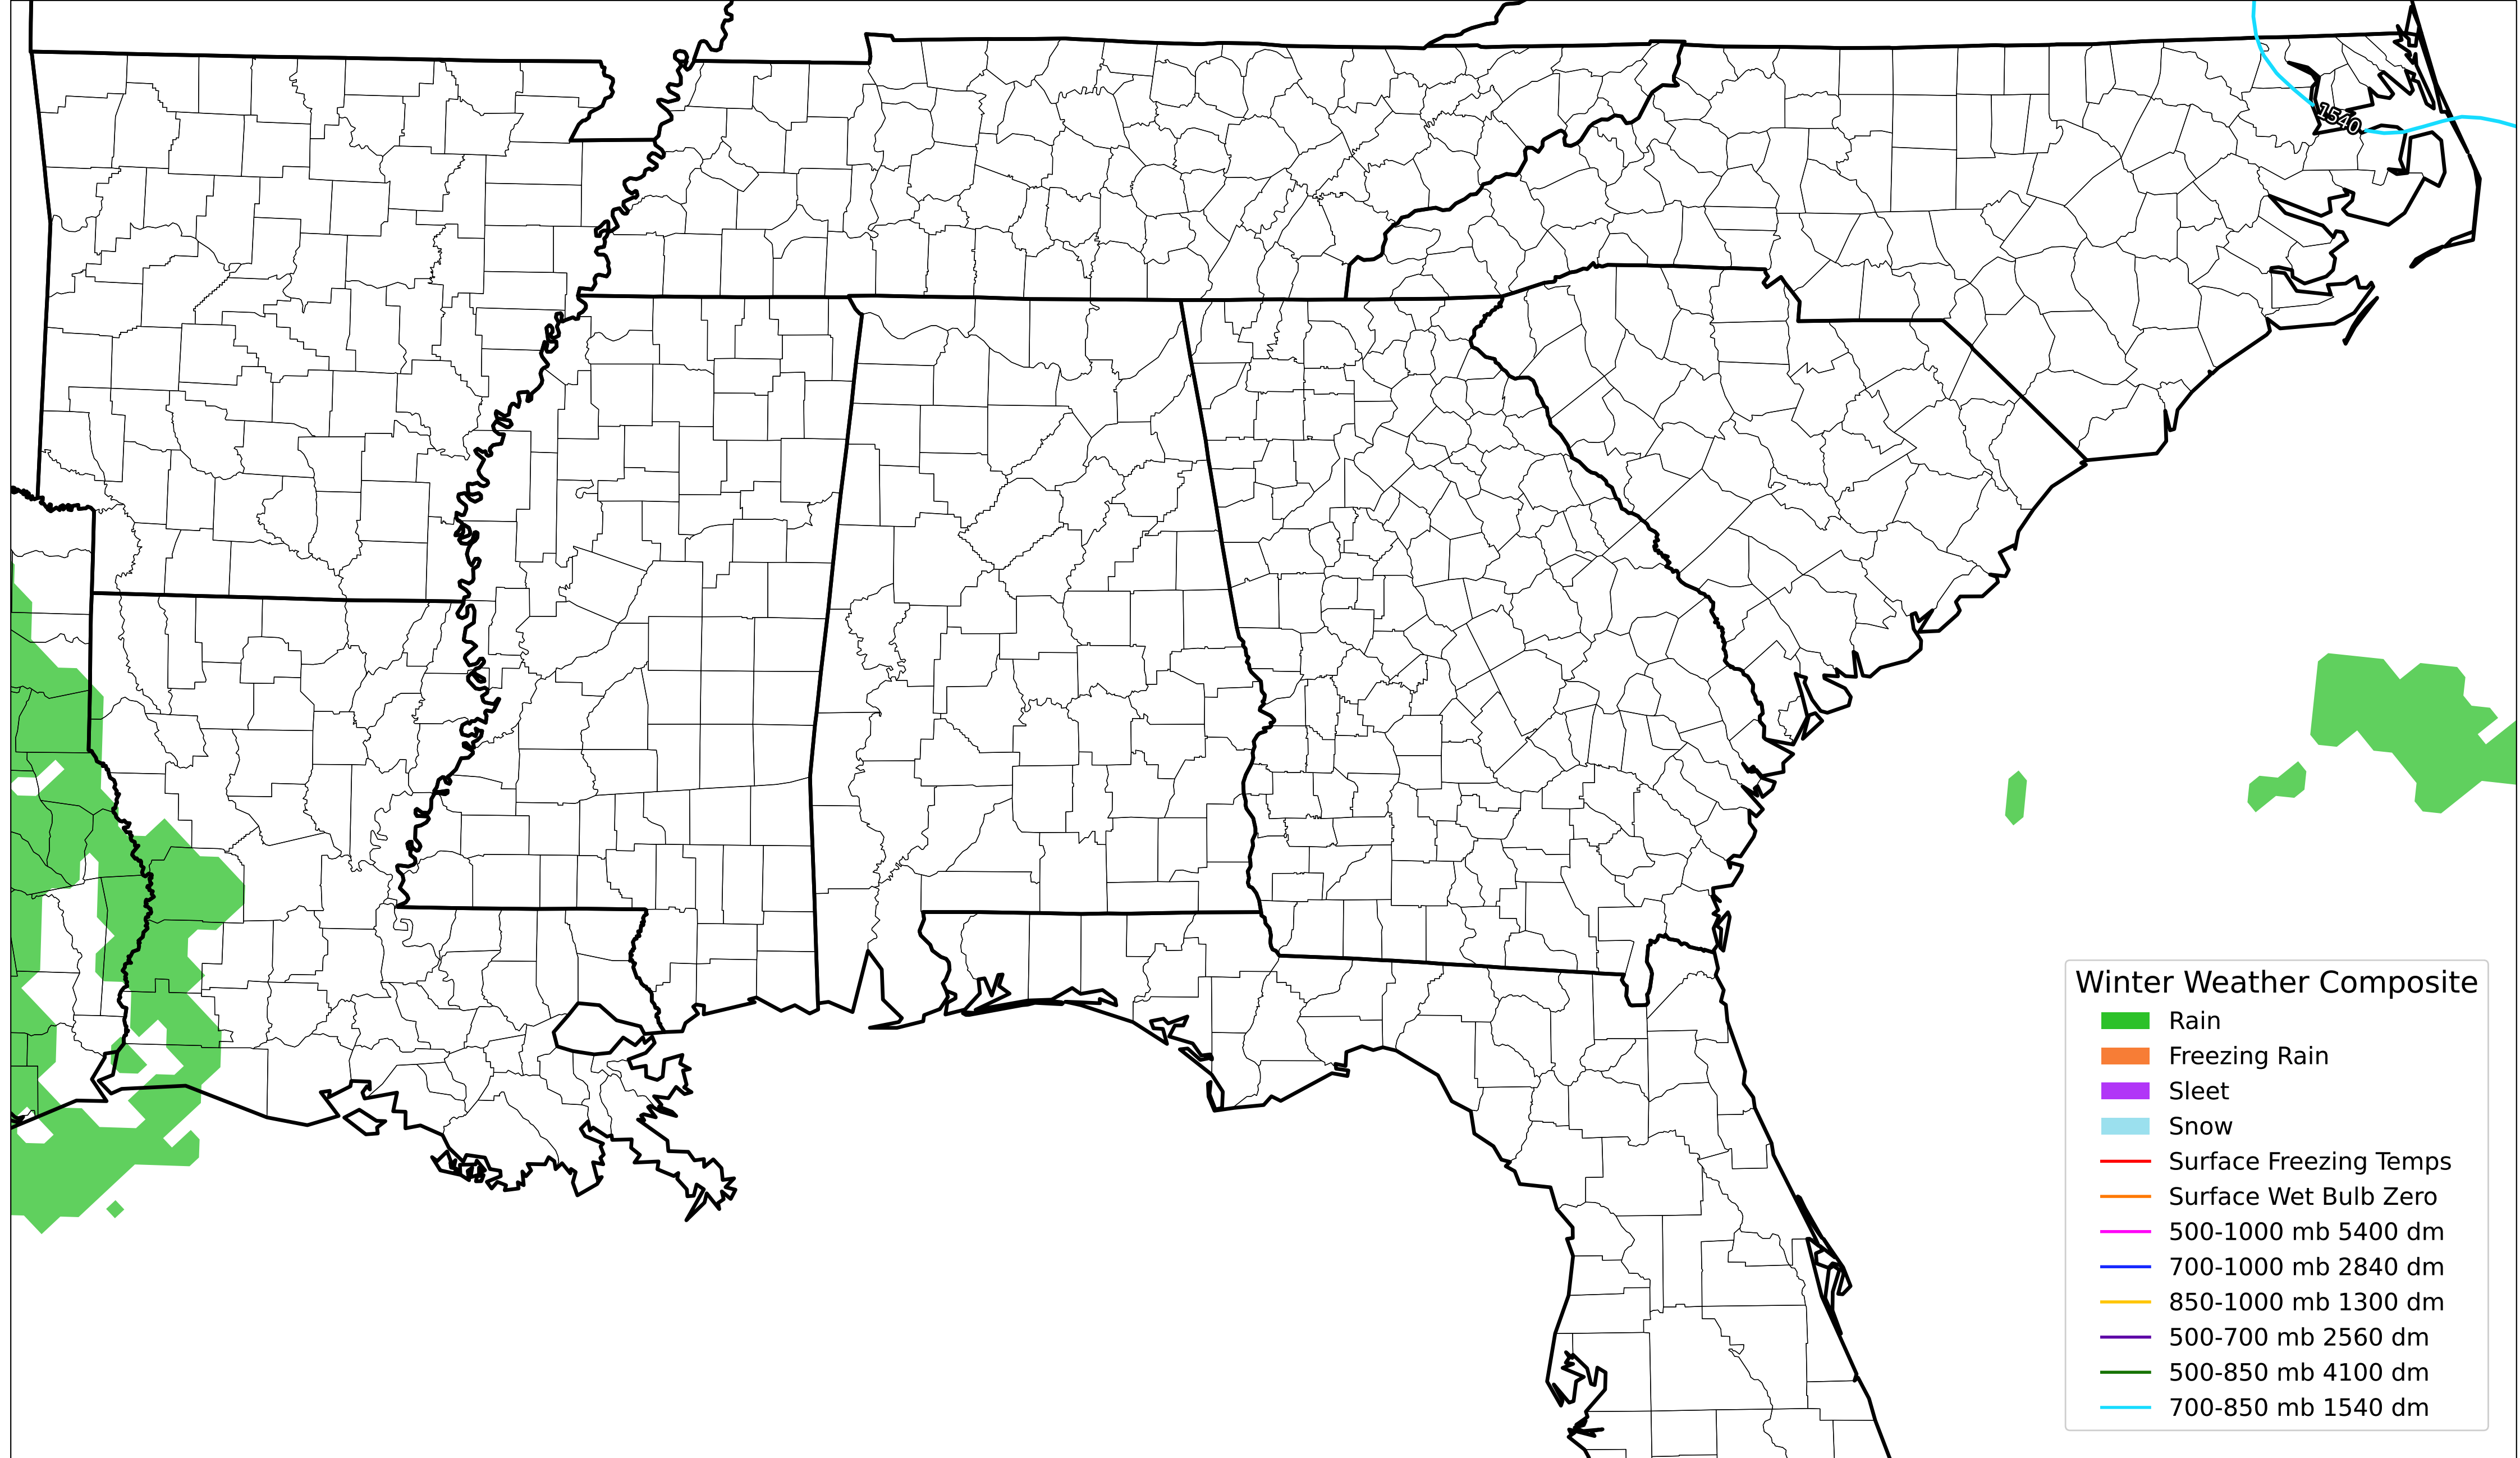 1540
Winter Weather Composite
Rain
Freezing Rain
Sleet
Snow
Surface Freezing Temps
Surface Wet Bulb Zero
500-1000 mb 5400 dm
700-1000 mb 2840 dm
850-1000 mb 1300 dm
500-700 mb 2560 dm
500-850 mb 4100 dm
700-850 mb 1540 dm